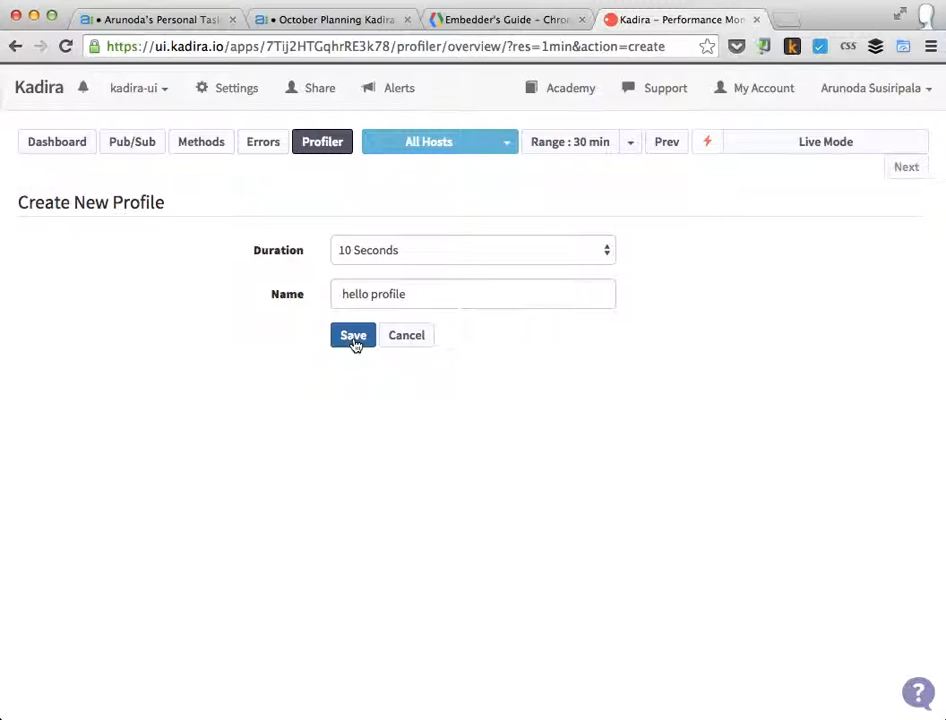 • Arunoda's Personal Tasl
• October Planning Kadira
Embedder's Guide – Chro
Kadira – Performance Mon
https://ui.kadira.io/apps/7Tij2HTGqhrRE3k78/profiler/overview/?res=1min&action=create
k
CSS
Kadira
kadira-ui
Settings
Share
Alerts
Academy
Support
My Account
Arunoda Susiripala
Dashboard
Pub/Sub
Methods
Errors
Profiler
All Hosts
Range : 30 min
Prev
Live Mode
Next
Create New Profile
Duration
10 Seconds
Name
hello profile
Save
Cancel
?